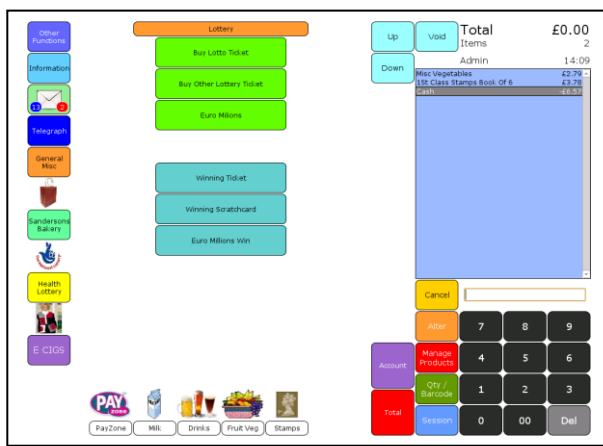 Other
Functions
Information
13
2
Telegraph
General
Misc
Sandersons
Bakery
Health
Lottery
E CIGS
Lottery
Buy Lotto Ticket
Buy Other Lottery Ticket
Euro Milions
Winning Ticket
Winning Scratchcard
Euro Millions Win
PAY
zone
PayZone
Milk
Drinks
Fruit Veg
Stamps
Up
Void
Down
Total £0.00
Items 2
Admin 14:09
Misc Vegetables £2.79
1St Class Stamps Book Of 6 £3.78
Cash -£6.57
Cancel
Alter
7
8
9
Account
Manage
Products
4
5
6
Qty /
Barcode
1
2
3
Total
Session
0
00
Del